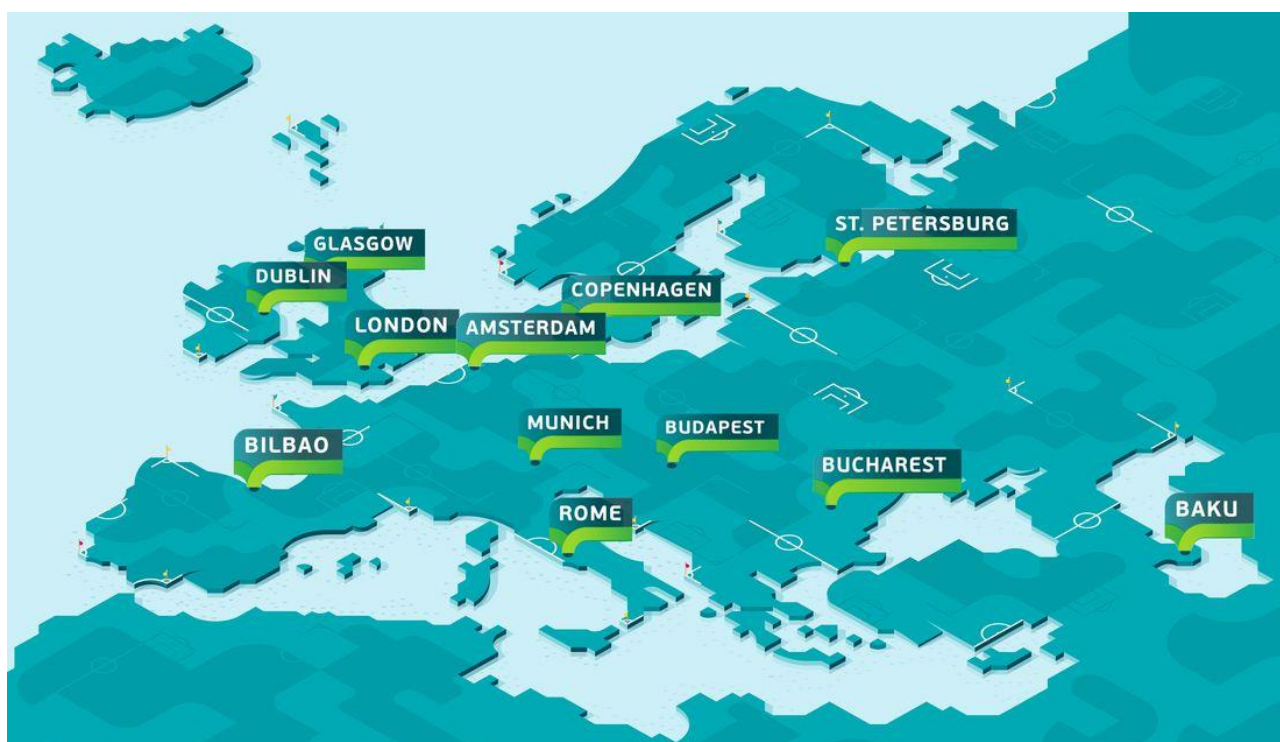 ST. PETERSBURG
GLASGOW
DUBLIN
COPENHAGEN
LONDON
AMSTERDAM
MUNICH
BUDAPEST
BILBAO
BUCHAREST
ROME
BAKU